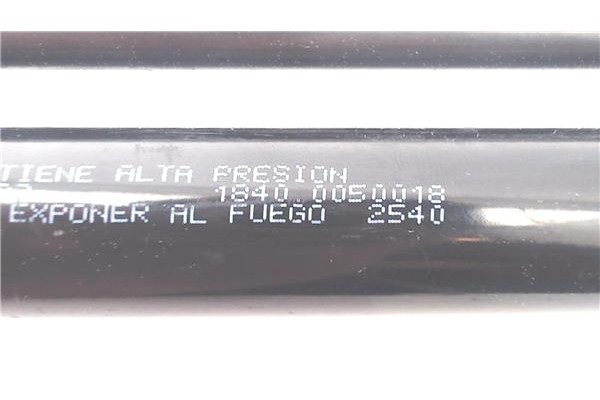 TIENE ALTA PRESION
1840 0050018
EXPONER AL FUEGO 2540